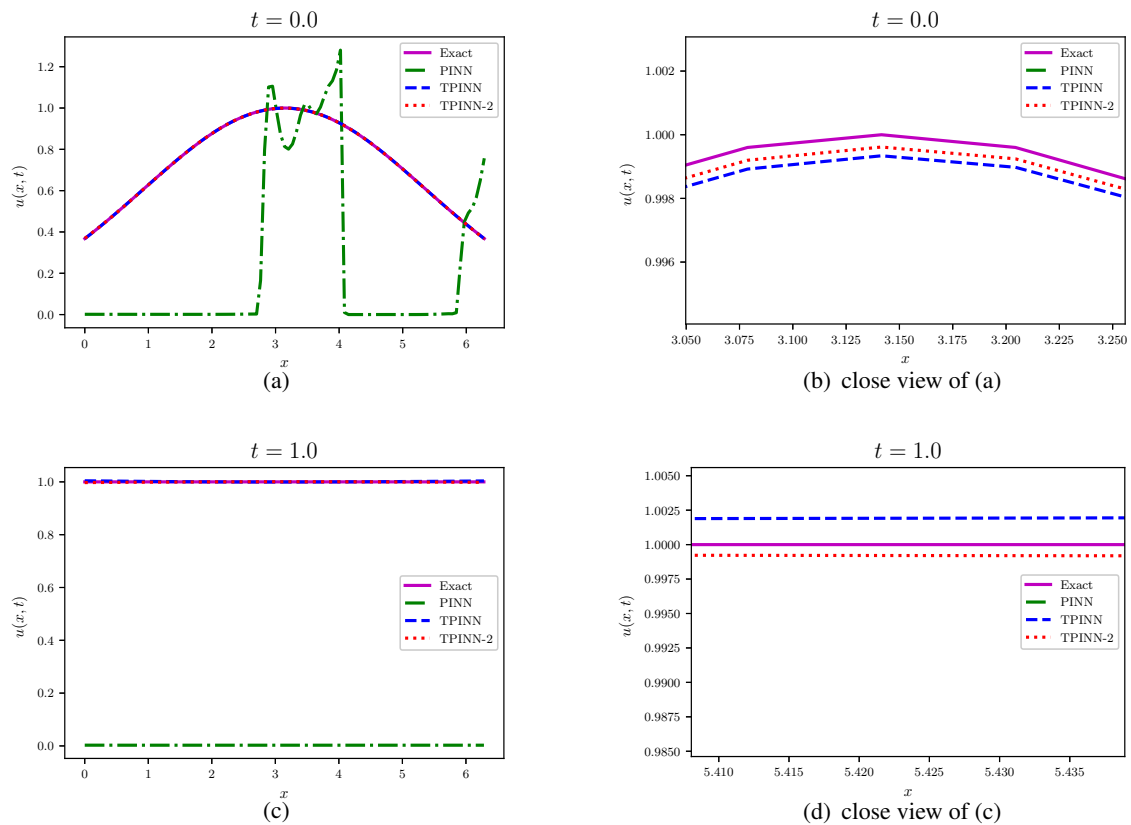 t = 0.0
1.2
1.0
0.8
0.6
0.4
0.2
0.0
u(x, t)
Exact
PINN
TPINN
TPINN-2
0 1 2 3 4 5 6
x
(a)
t = 0.0
1.002
1.000
0.998
0.996
u(x, t)
Exact
PINN
TPINN
TPINN-2
3.050 3.075 3.100 3.125 3.150 3.175 3.200 3.225 3.250
x
(b) close view of (a)
t = 1.0
1.0
0.8
0.6
0.4
0.2
0.0
u(x, t)
Exact
PINN
TPINN
TPINN-2
0 1 2 3 4 5 6
x
(c)
t = 1.0
1.0050
1.0025
1.0000
0.9975
0.9950
0.9925
0.9900
0.9875
0.9850
u(x, t)
Exact
PINN
TPINN
TPINN-2
5.410 5.415 5.420 5.425 5.430 5.435
x
(d) close view of (c)